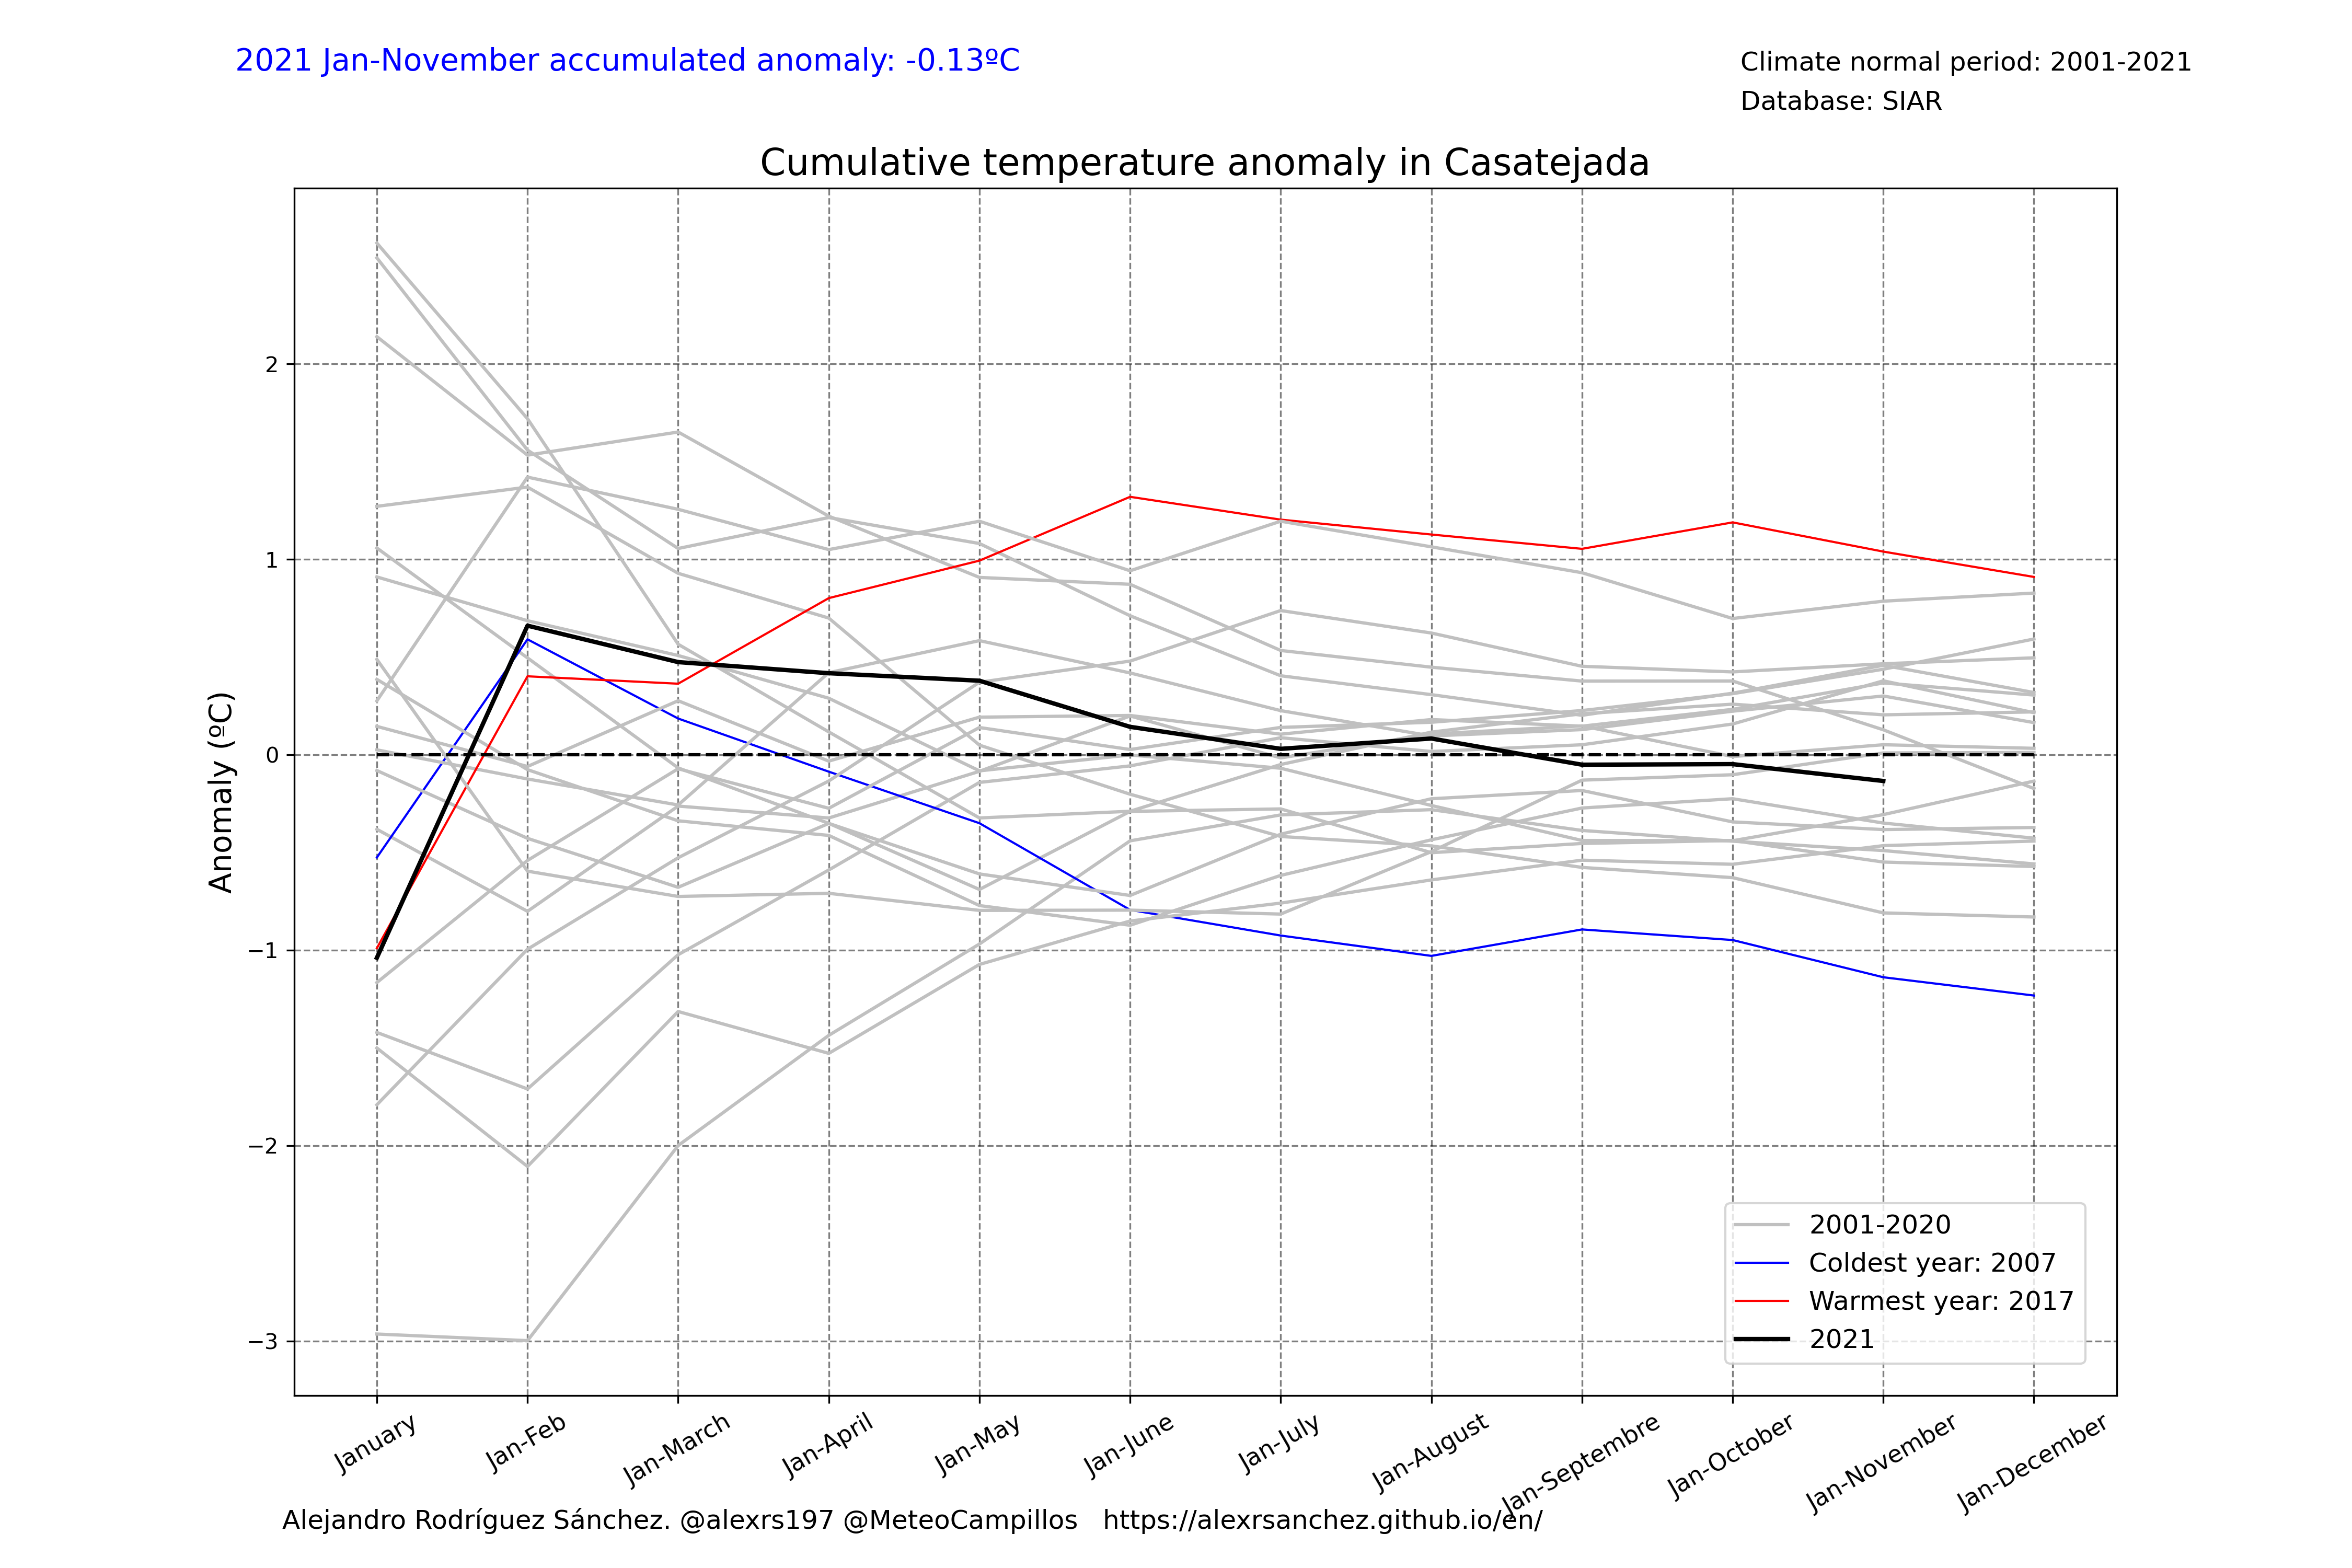 2021 Jan-November accumulated anomaly: -0.13ºC
Climate normal period: 2001-2021
Database: SIAR
Cumulative temperature anomaly in Casatejada
Anomaly (ºC)
2
1
0
−1
−2
−3
2001-2020
Coldest year: 2007
Warmest year: 2017
2021
January
Jan-Feb
Jan-March
Jan-April
Jan-May
Jan-June
Jan-July
Jan-August
Jan-Septembre
Jan-October
Jan-November
Jan-December
Alejandro Rodríguez Sánchez. @alexrs197 @MeteoCampillos https://alexrsanchez.github.io/en/